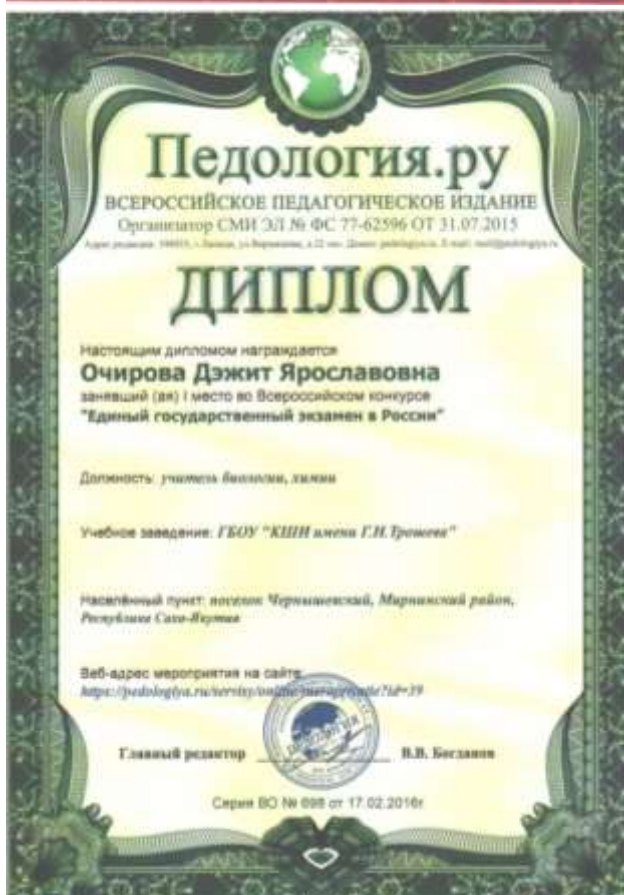 Педология.ру
ВСЕРОССИЙСКОЕ ПЕДАГОГИЧЕСКОЕ ИЗДАНИЕ
Организатор СМИ ЭЛ № ФС 77-62596 ОТ 31.07.2015
ДИПЛОМ
Настоящим дипломом награждается
Очирова Дэжит Ярославовна
занявший (ая) I место во Всероссийском конкурсе
"Единый государственный экзамен в России"
Должность: учитель биологии, химии
Учебное заведение: ГБОУ "КШИ имени Г.Н.Трошева"
Населённый пункт: поселок Чернышевский, Мирнинский район,
Республика Саха-Якутия
Веб-адрес мероприятия на сайте:
Главный редактор В.В. Богданов
ПЕДОЛОГИЯ
Серия ВО № 698 от 17.02.2016г